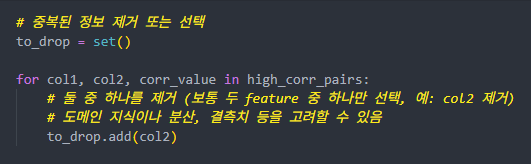 # 중복된 정보 제거 또는 선택
to_drop = set()
for col1, col2, corr_value in high_corr_pairs:
# 둘 중 하나를 제거 (보통 두 feature 중 하나만 선택, 예: col2 제거)
# 도메인 지식이나 분산, 결측치 등을 고려할 수 있음
to_drop.add(col2)